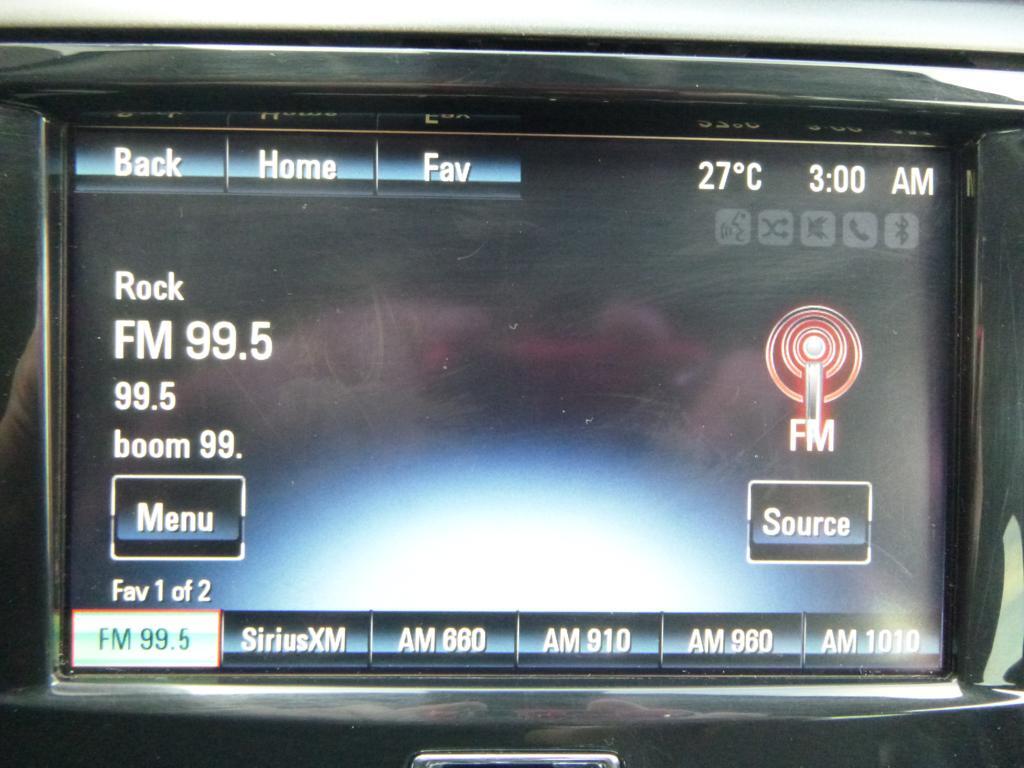 Back Home Fav 27°C 3:00 AM
Rock
FM 99.5
99.5
boom 99.
FM
Menu Source
Fav 1 of 2
FM 99.5 SiriusXM AM 660 AM 910 AM 960 AM 1010